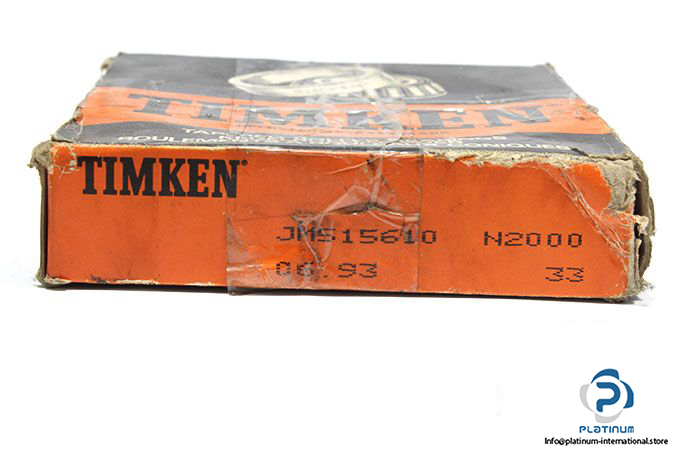 TIMKEN
TIMKEN®
JM515610 N2000
06.93 33
PLATINUM
Info@platinum-international.store